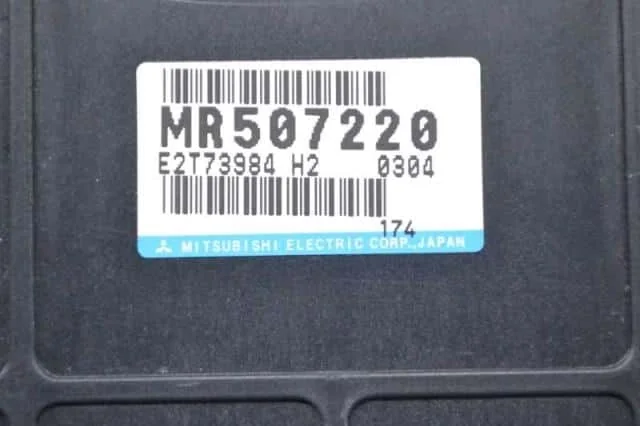 MR507220
E2T73984 H2 0304
174
MITSUBISHI ELECTRIC CORP.,JAPAN